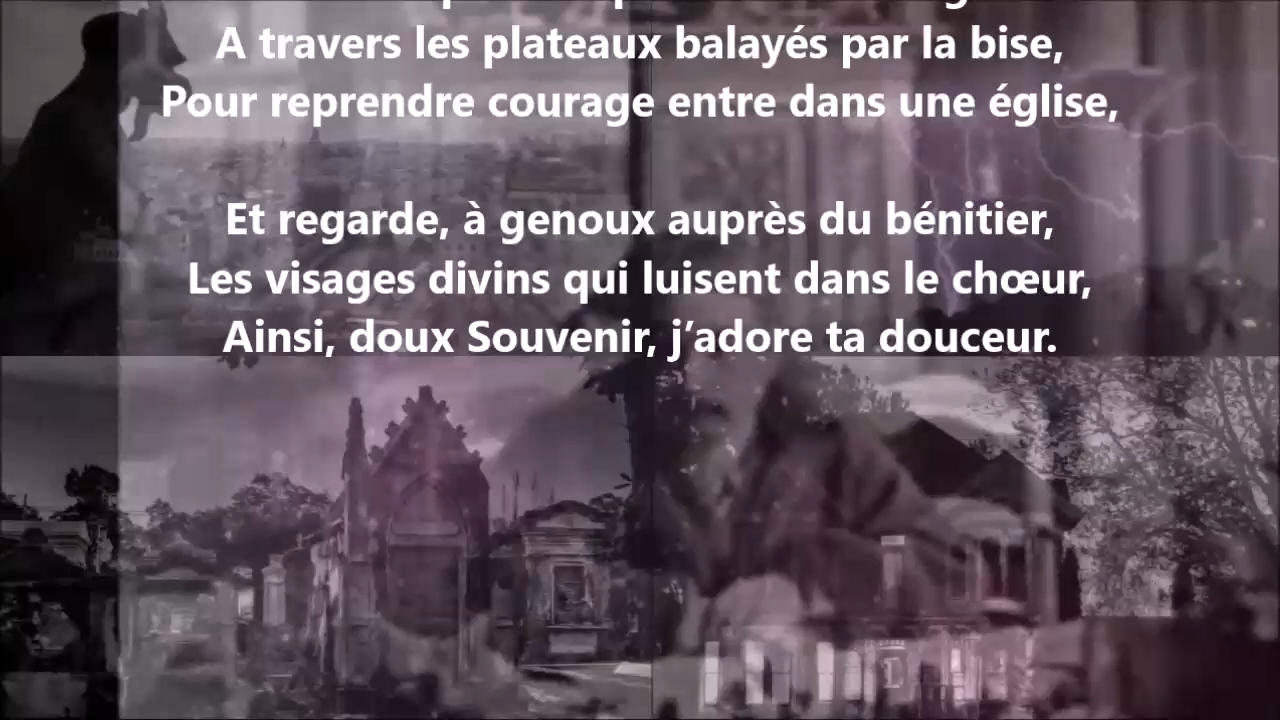 A travers les plateaux balayés par la bise,
Pour reprendre courage entre dans une église,
Et regarde, à genoux auprès du bénitier,
Les visages divins qui luisent dans le chœur,
Ainsi, doux Souvenir, j’adore ta douceur.